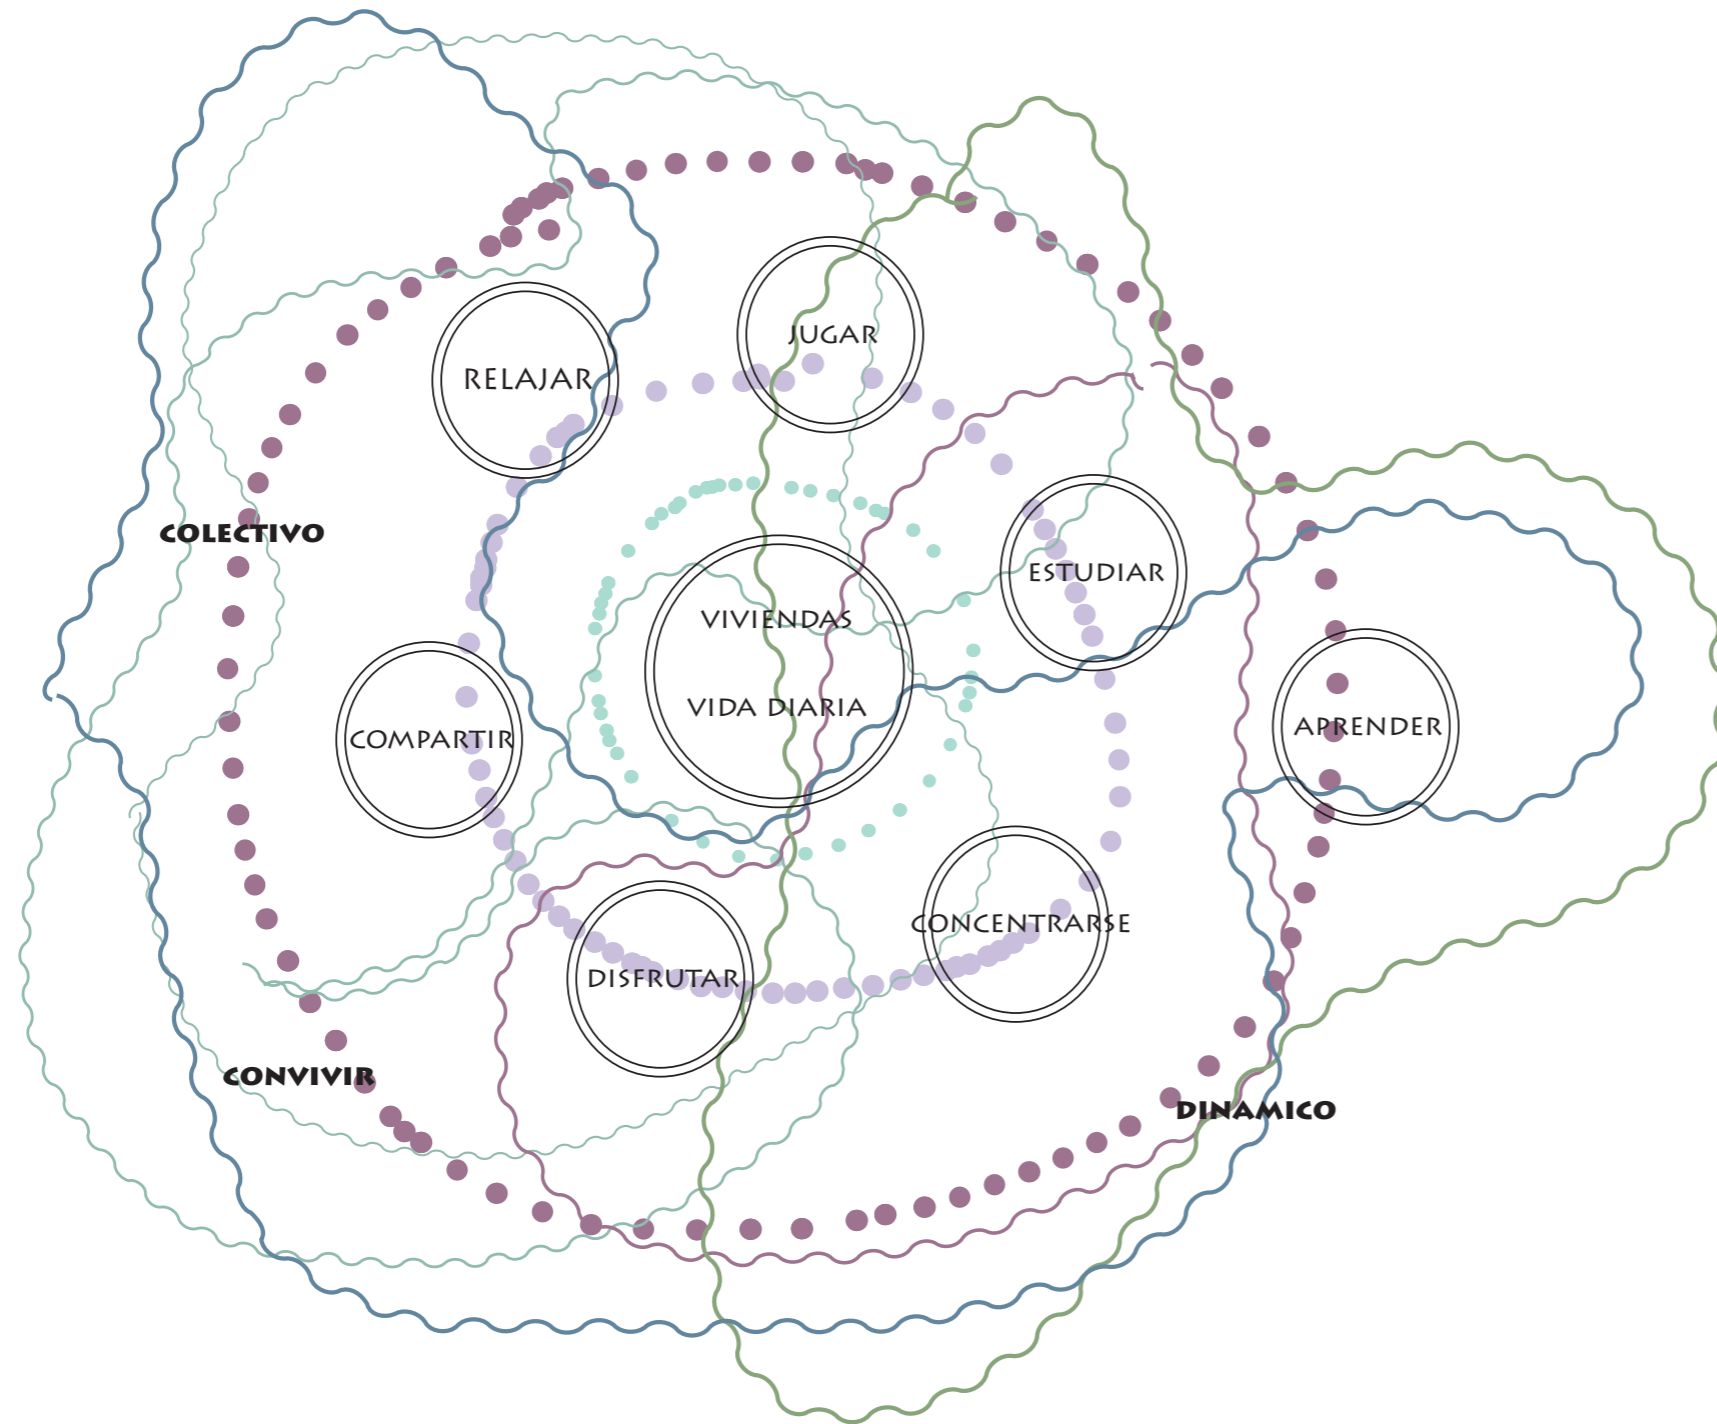 JUGAR
RELAJAR
COLECTIVO
ESTUDIAR
VIVIENDAS
VIDA DIARIA
APRENDER
COMPARTIR
CONCENTRARSE
DISFRUTAR
CONVIVIR
DINAMICO